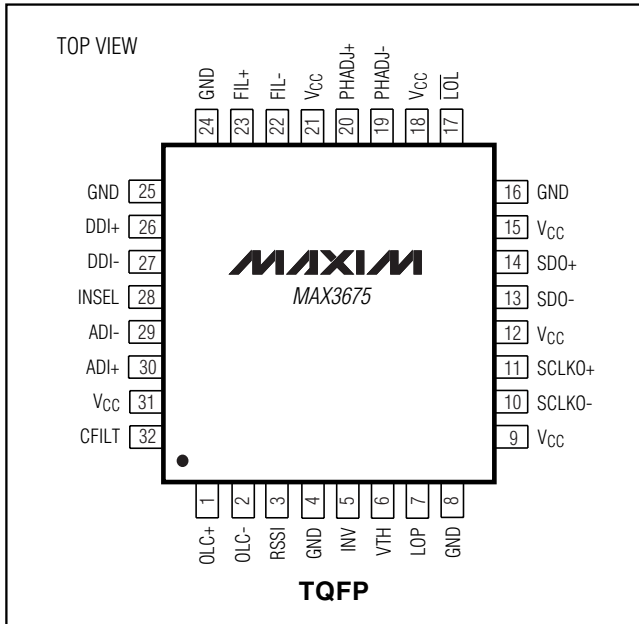 TOP VIEW
GND
FIL+
FIL-
VCC
PHADJ+
PHADJ-
VCC
LOL
24
23
22
21
20
19
18
17
GND 25
DDI+ 26
DDI- 27
INSEL 28
ADI- 29
ADI+ 30
VCC 31
CFILT 32
MAXIM
MAX3675
16 GND
15 VCC
14 SDO+
13 SDO-
12 VCC
11 SCLKO+
10 SCLKO-
9 VCC
1
2
3
4
5
6
7
8
OLC+
OLC-
RSSI
GND
INV
VTH
LOP
GND
TQFP